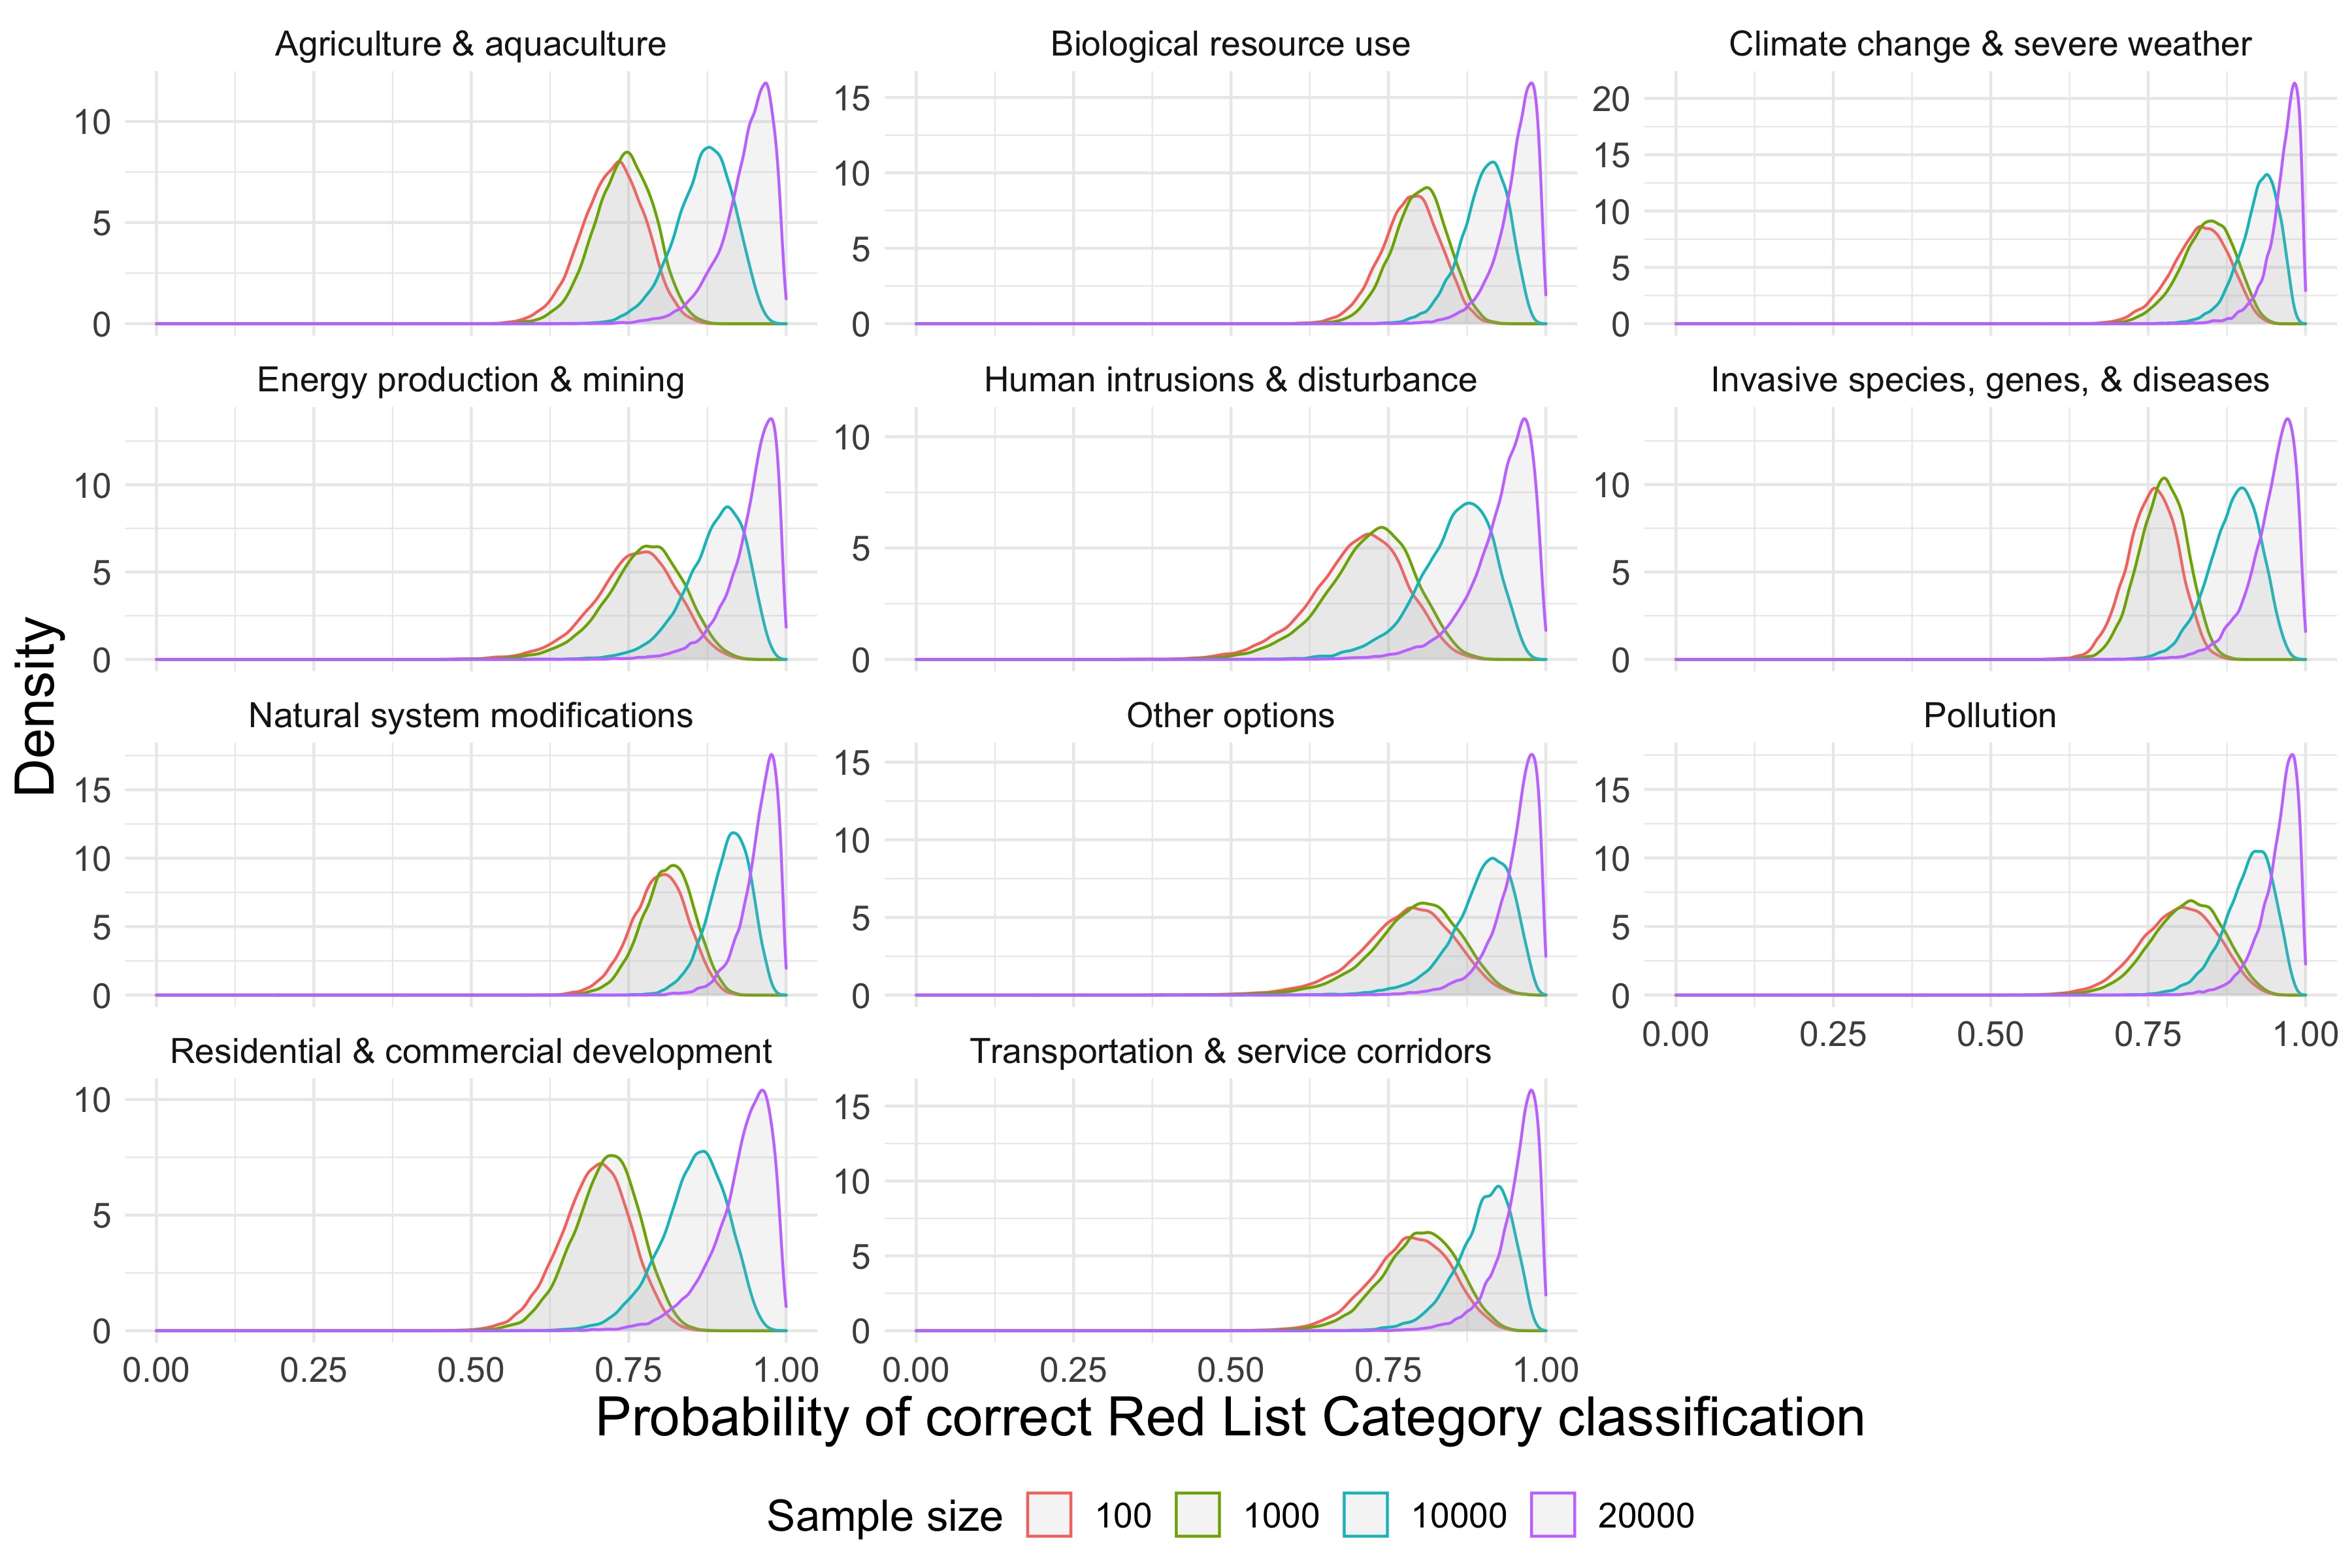 Agriculture & aquaculture
Biological resource use
Climate change & severe weather
10
5
0
15
10
5
0
20
15
10
5
0
Energy production & mining
Human intrusions & disturbance
Invasive species, genes, & diseases
10
5
0
10
5
0
10
5
0
Density
Natural system modifications
Other options
Pollution
15
10
5
0
15
10
5
0
15
10
5
0
0.00 0.25 0.50 0.75 1.00
Residential & commercial development
Transportation & service corridors
10
5
0
15
10
5
0
0.00 0.25 0.50 0.75 1.00
0.00 0.25 0.50 0.75 1.00
Probability of correct Red List Category classification
Sample size 100 1000 10000 20000